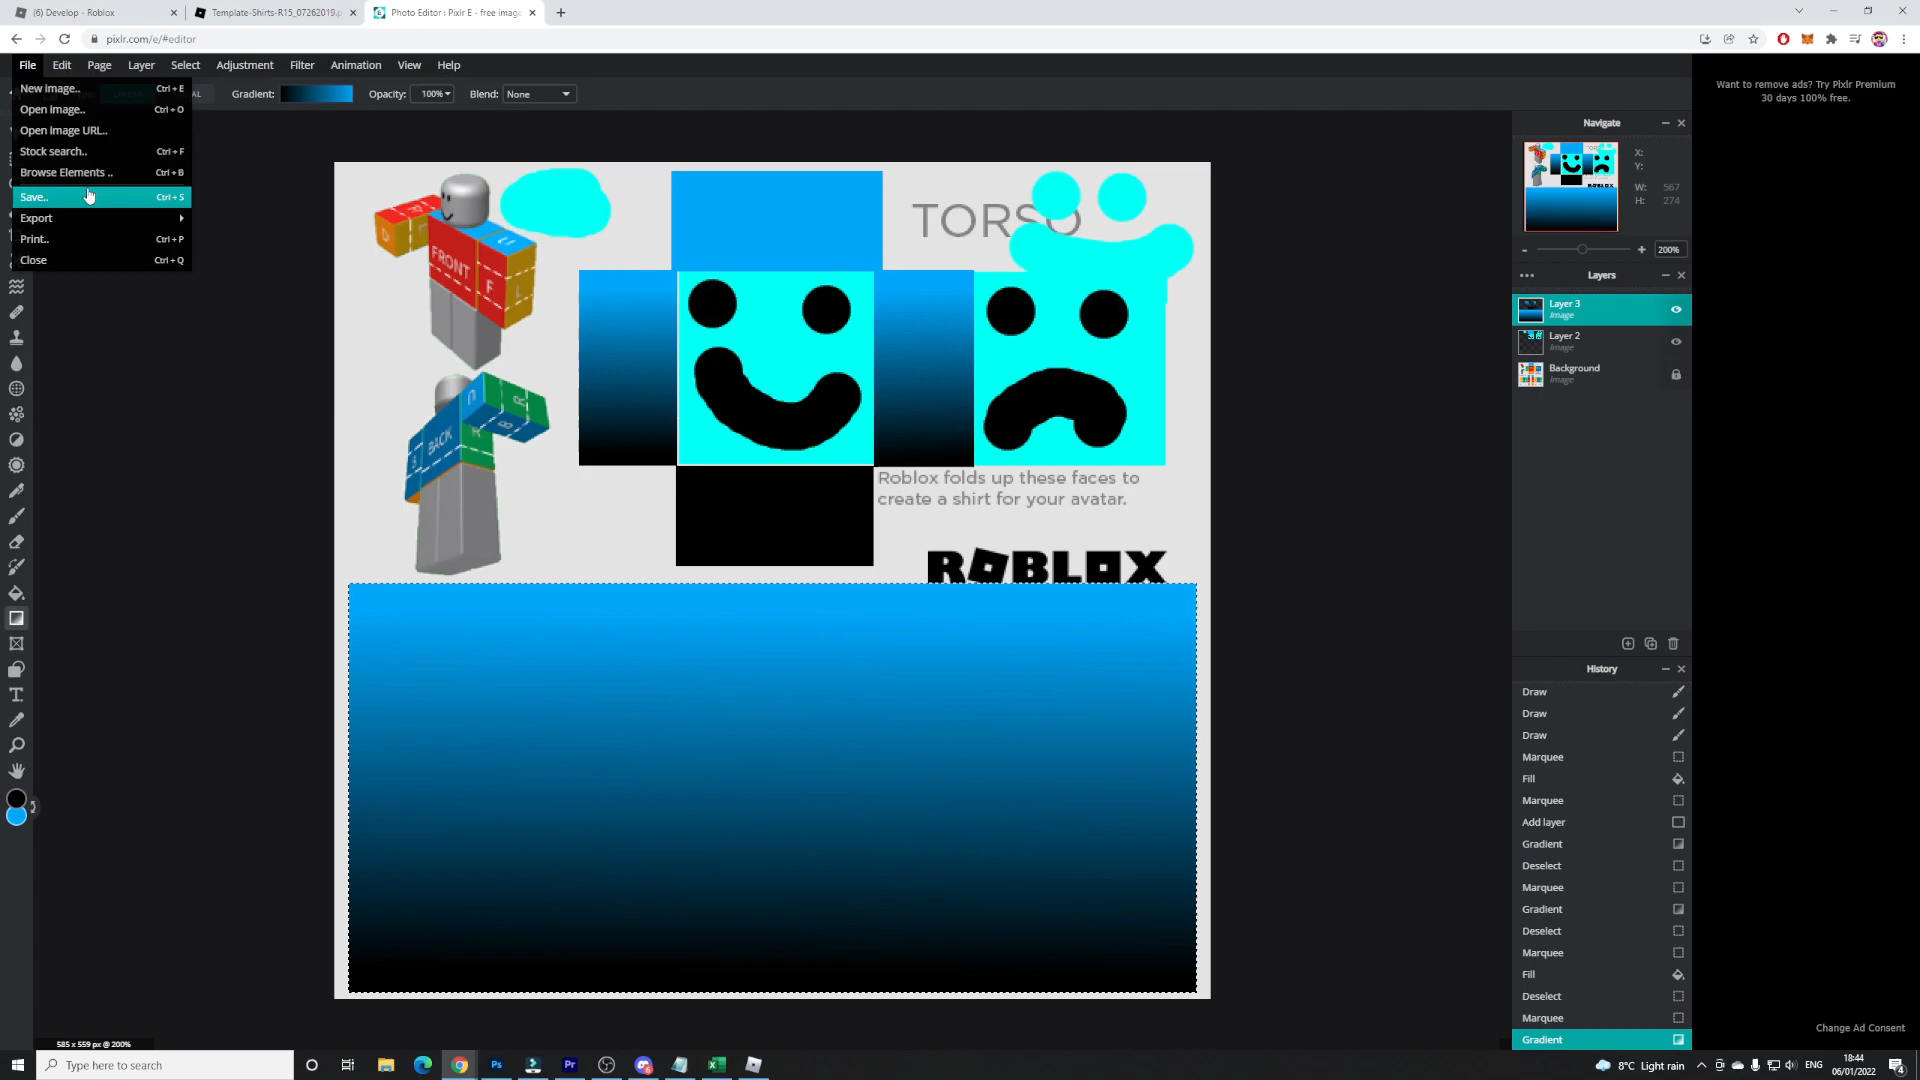 (6) Develop - Roblox
Template-Shirts-R15_07262019.p
Photo Editor : Pixlr E - free imag
pixlr.com/e/#editor
File Edit Page Layer Select Adjustment Filter Animation View Help
New image.. Ctrl + E
Open image.. Ctrl + O
Open image URL..
Stock search.. Ctrl + F
Browse Elements .. Ctrl + B
Save.. Ctrl + S
Export
Print.. Ctrl + P
Close Ctrl + Q
Gradient: Opacity: 100% Blend: None
Want to remove ads? Try Pixlr Premium
30 days 100% free.
Navigate
X:
Y:
W: 567
H: 274
200%
Layers
Layer 3
Image
Layer 2
Image
Background
Image
History
Draw
Draw
Draw
Marquee
Fill
Marquee
Add layer
Gradient
Deselect
Marquee
Gradient
Deselect
Marquee
Fill
Deselect
Marquee
Gradient
TORSO
FRONT
F
L
U
R
BACK
R
B
Roblox folds up these faces to
create a shirt for your avatar.
ROBLOX
585 x 559 px @ 200%
Change Ad Consent
Type here to search
Ps
Pr
8°C Light rain
ENG
18:44
06/01/2022
4